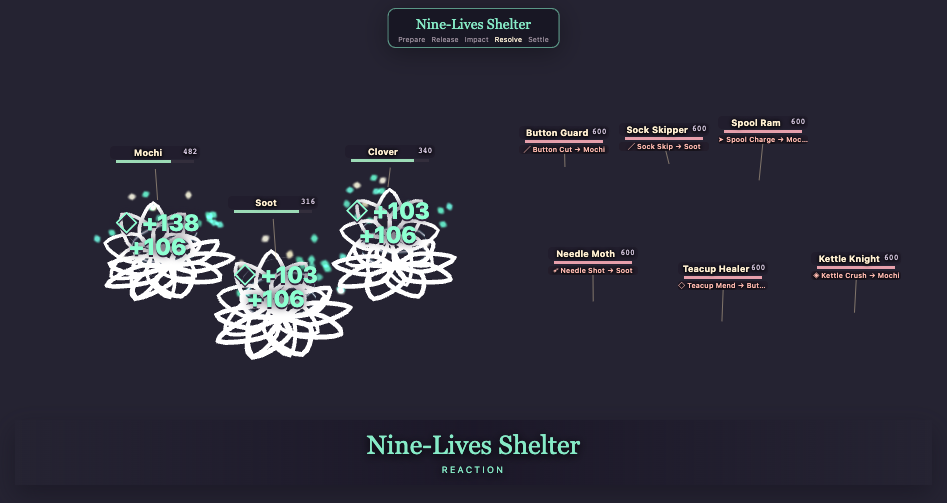 Nine-Lives Shelter
Prepare Release Impact Resolve Settle
Mochi 482
Soot 316
Clover 340
+138
+106
+103
+106
+103
+106
Button Guard 600
Button Cut → Mochi
Sock Skipper 600
Sock Skip → Soot
Spool Ram 600
Spool Charge → Moc...
Needle Moth 600
Needle Shot → Soot
Teacup Healer 600
Teacup Mend → But...
Kettle Knight 600
Kettle Crush → Mochi
Nine-Lives Shelter
REACTION